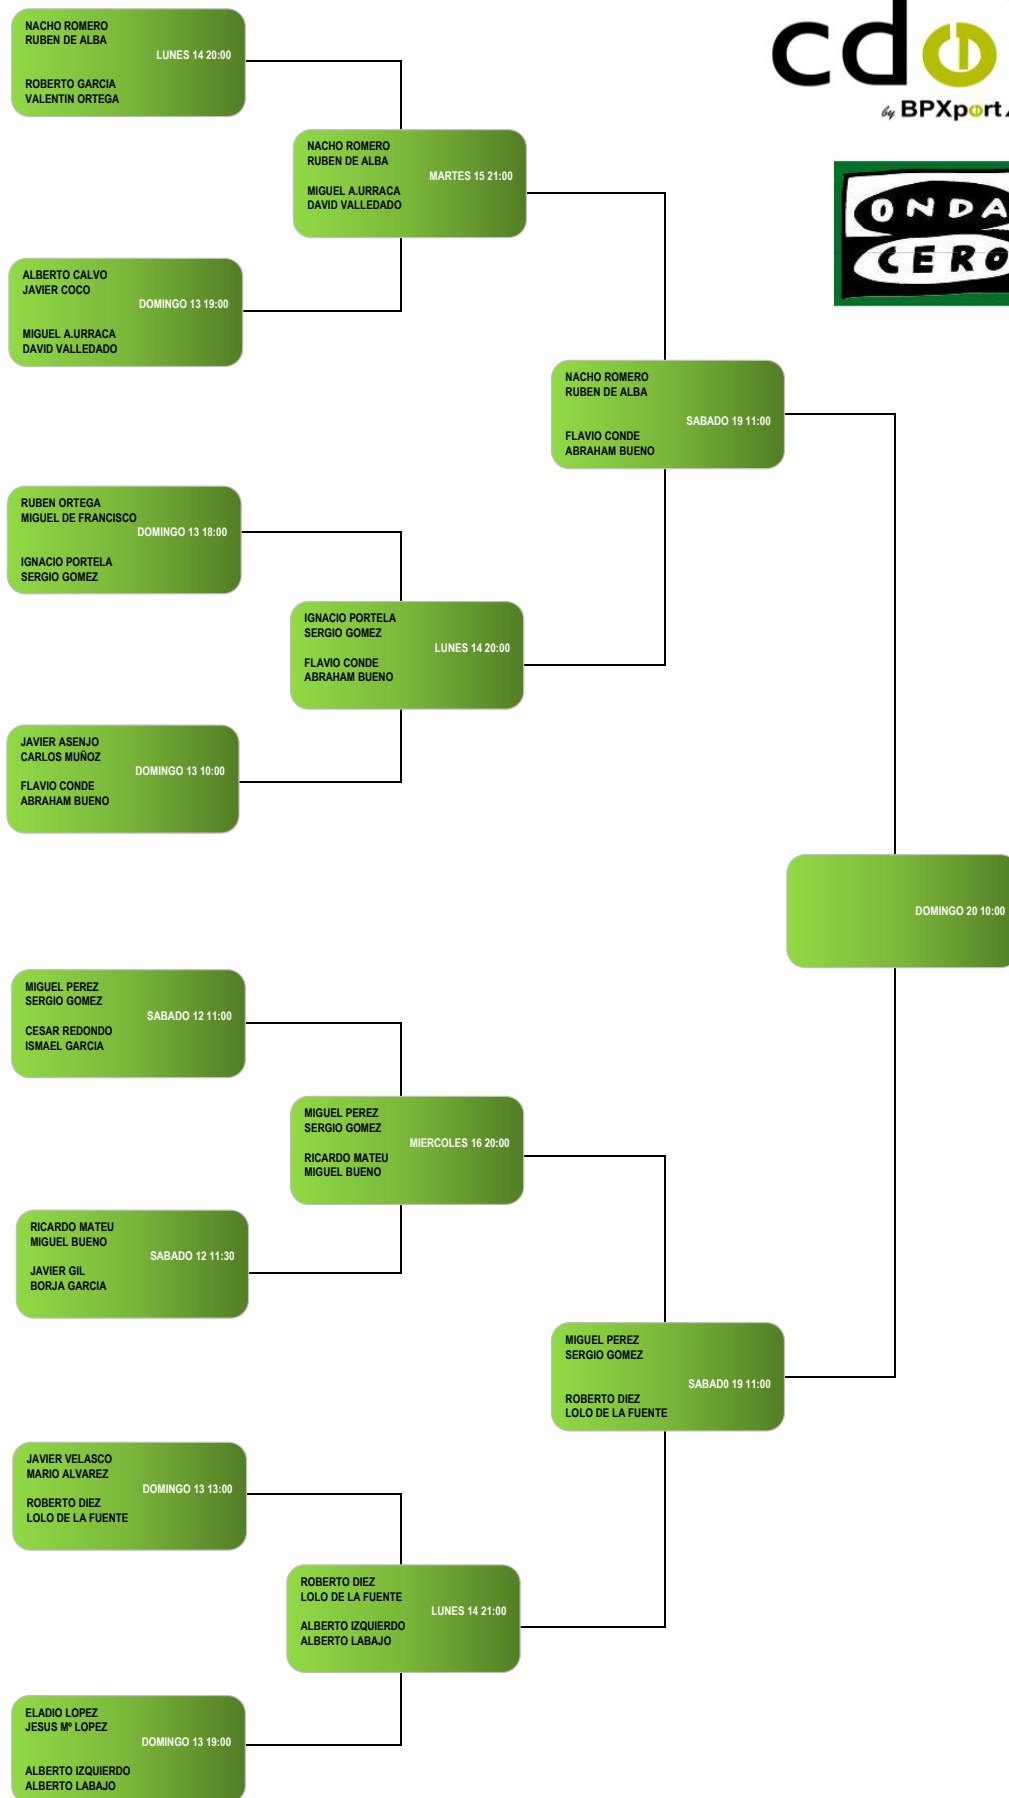 NACHO ROMERO
RUBEN DE ALBA
LUNES 14 20:00
ROBERTO GARCIA
VALENTIN ORTEGA
cdo
by BPXport
NACHO ROMERO
RUBEN DE ALBA
MARTES 15 21:00
MIGUEL A.URRACA
DAVID VALLEDADO
ONDA
CERO
ALBERTO CALVO
JAVIER COCO
DOMINGO 13 19:00
MIGUEL A.URRACA
DAVID VALLEDADO
NACHO ROMERO
RUBEN DE ALBA
SABADO 19 11:00
FLAVIO CONDE
ABRAHAM BUENO
RUBEN ORTEGA
MIGUEL DE FRANCISCO
DOMINGO 13 18:00
IGNACIO PORTELA
SERGIO GOMEZ
IGNACIO PORTELA
SERGIO GOMEZ
LUNES 14 20:00
FLAVIO CONDE
ABRAHAM BUENO
JAVIER ASENJO
CARLOS MUÑOZ
DOMINGO 13 10:00
FLAVIO CONDE
ABRAHAM BUENO
DOMINGO 20 10:00
MIGUEL PEREZ
SERGIO GOMEZ
SABADO 12 11:00
CESAR REDONDO
ISMAEL GARCIA
MIGUEL PEREZ
SERGIO GOMEZ
MIERCOLES 16 20:00
RICARDO MATEU
MIGUEL BUENO
RICARDO MATEU
MIGUEL BUENO
SABADO 12 11:30
JAVIER GIL
BORJA GARCIA
MIGUEL PEREZ
SERGIO GOMEZ
SABAD0 19 11:00
ROBERTO DIEZ
LOLO DE LA FUENTE
JAVIER VELASCO
MARIO ALVAREZ
DOMINGO 13 13:00
ROBERTO DIEZ
LOLO DE LA FUENTE
ROBERTO DIEZ
LOLO DE LA FUENTE
LUNES 14 21:00
ALBERTO IZQUIERDO
ALBERTO LABAJO
ELADIO LOPEZ
JESUS Mª LOPEZ
DOMINGO 13 19:00
ALBERTO IZQUIERDO
ALBERTO LABAJO